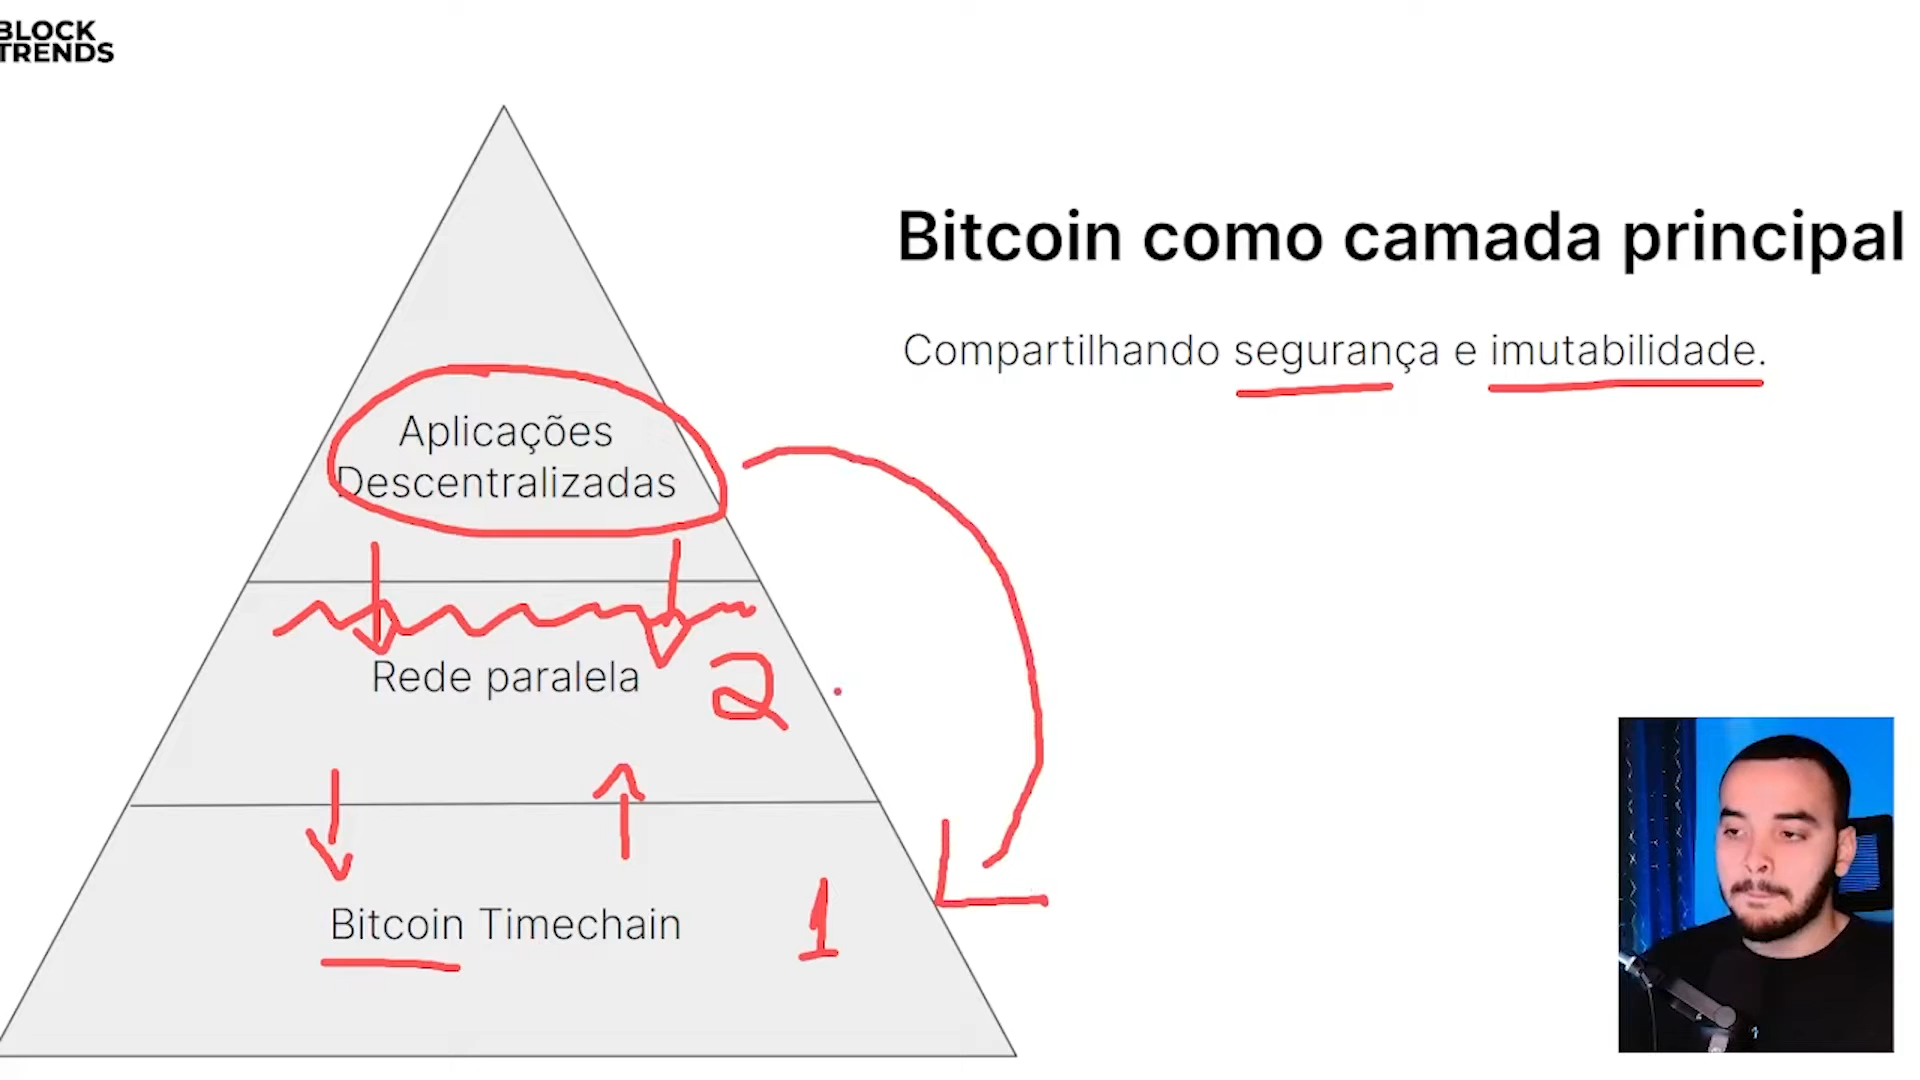 BLOCK
TRENDS
Bitcoin como camada principal
Compartilhando segurança e imutabilidade.
Aplicações
Descentralizadas
Rede paralela
2
Bitcoin Timechain
1